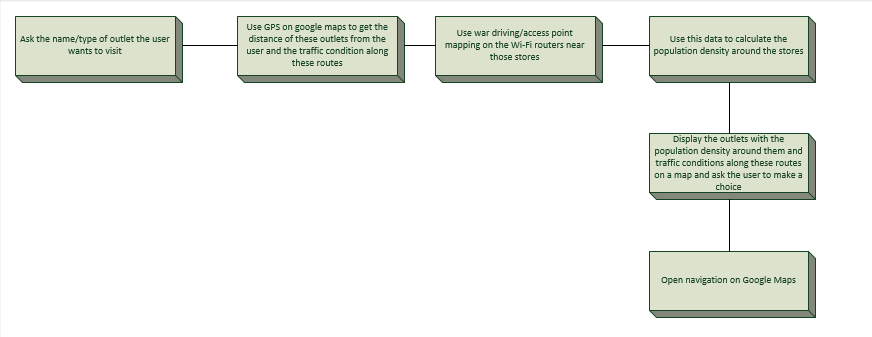 Ask the name/type of outlet the user
wants to visit
Use GPS on google maps to get the
distance of these outlets from the
user and the traffic condition along
these routes
Use war driving/access point
mapping on the Wi-Fi routers near
those stores
Use this data to calculate the
population density around the stores
Display the outlets with the
population density around them and
traffic conditions along these routes
on a map and ask the user to make a
choice
Open navigation on Google Maps